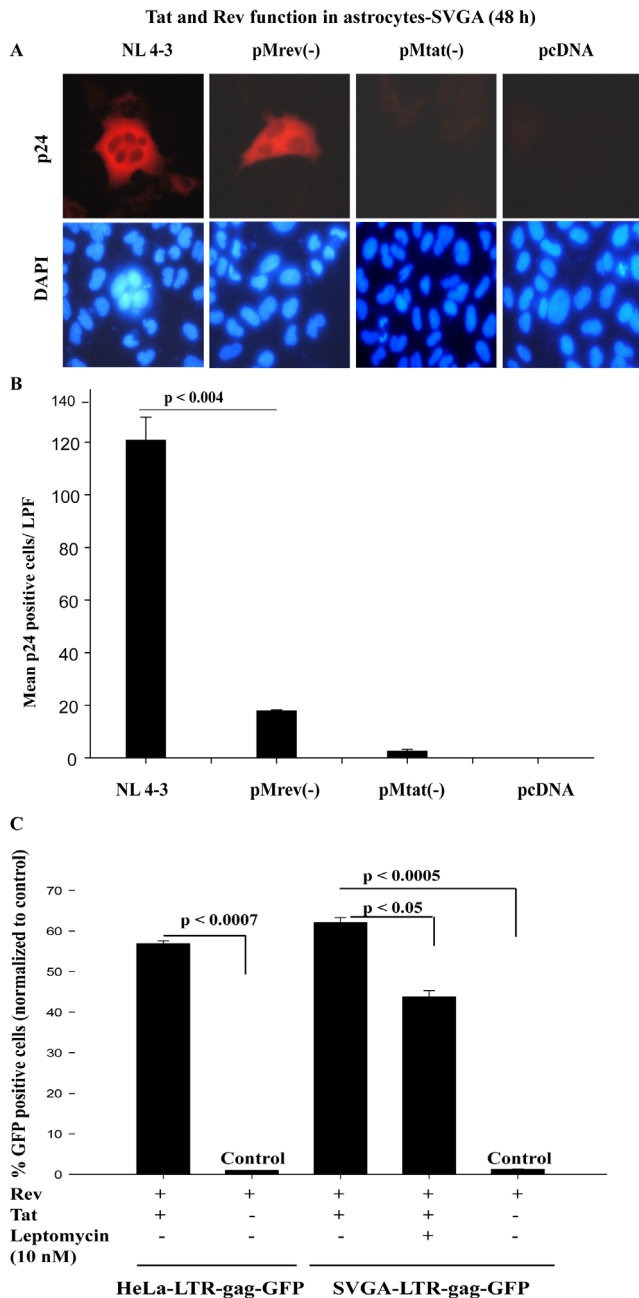 Tat and Rev function in astrocytes-SVGA (48 h)
A
NL 4-3 pMrev(-) pMtat(-) pcDNA
p24
DAPI
B
Mean p24 positive cells/ LPF
140
120
100
80
60
40
20
0
p < 0.004
NL 4-3 pMrev(-) pMtat(-) pcDNA
C
% GFP positive cells (normalized to control)
70
60
50
40
30
20
10
0
p < 0.0005
p < 0.0007
p < 0.05
Control
Control
Rev + + + + +
Tat + - + + -
Leptomycin - - - + -
(10 nM)
HeLa-LTR-gag-GFP SVGA-LTR-gag-GFP